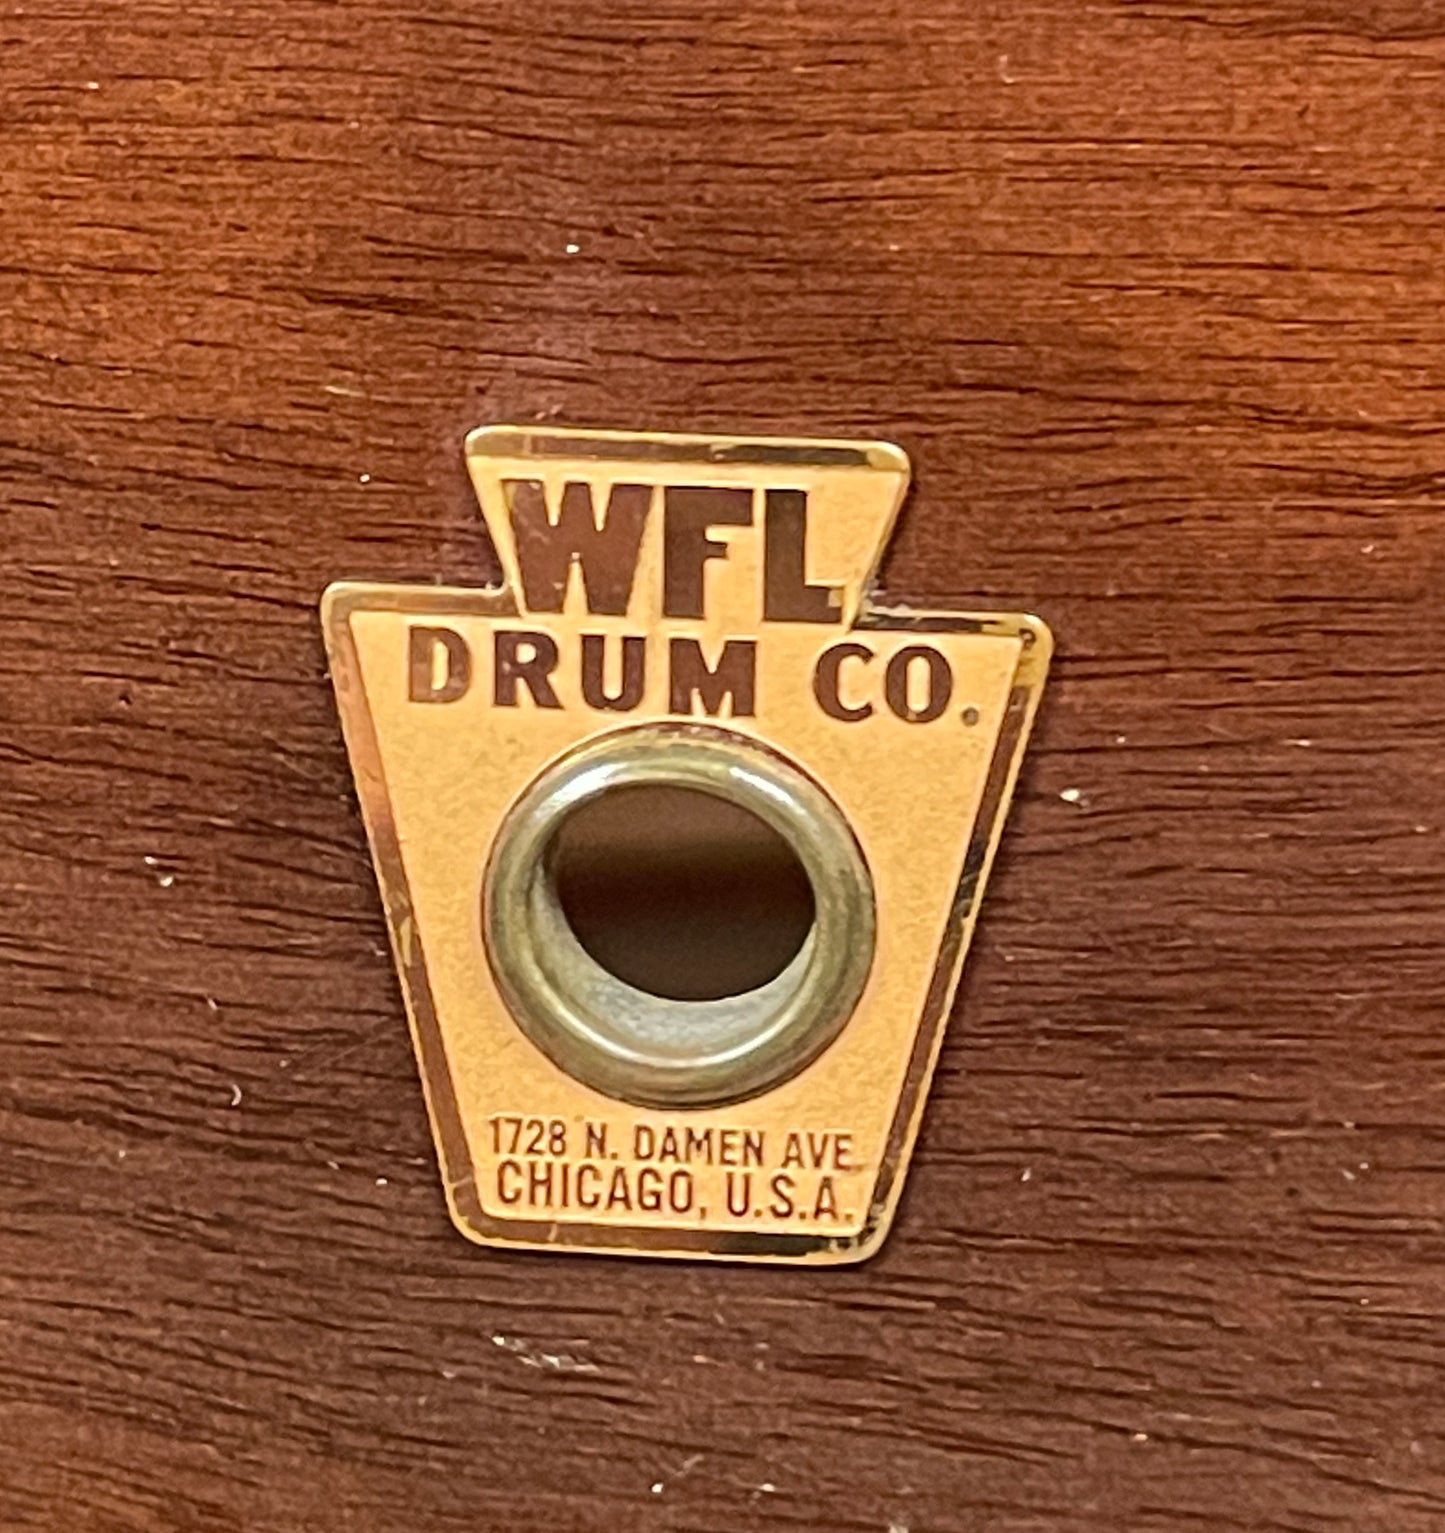 WFL
DRUM CO.
1728 N. DAMEN AVE.
CHICAGO, U.S.A.